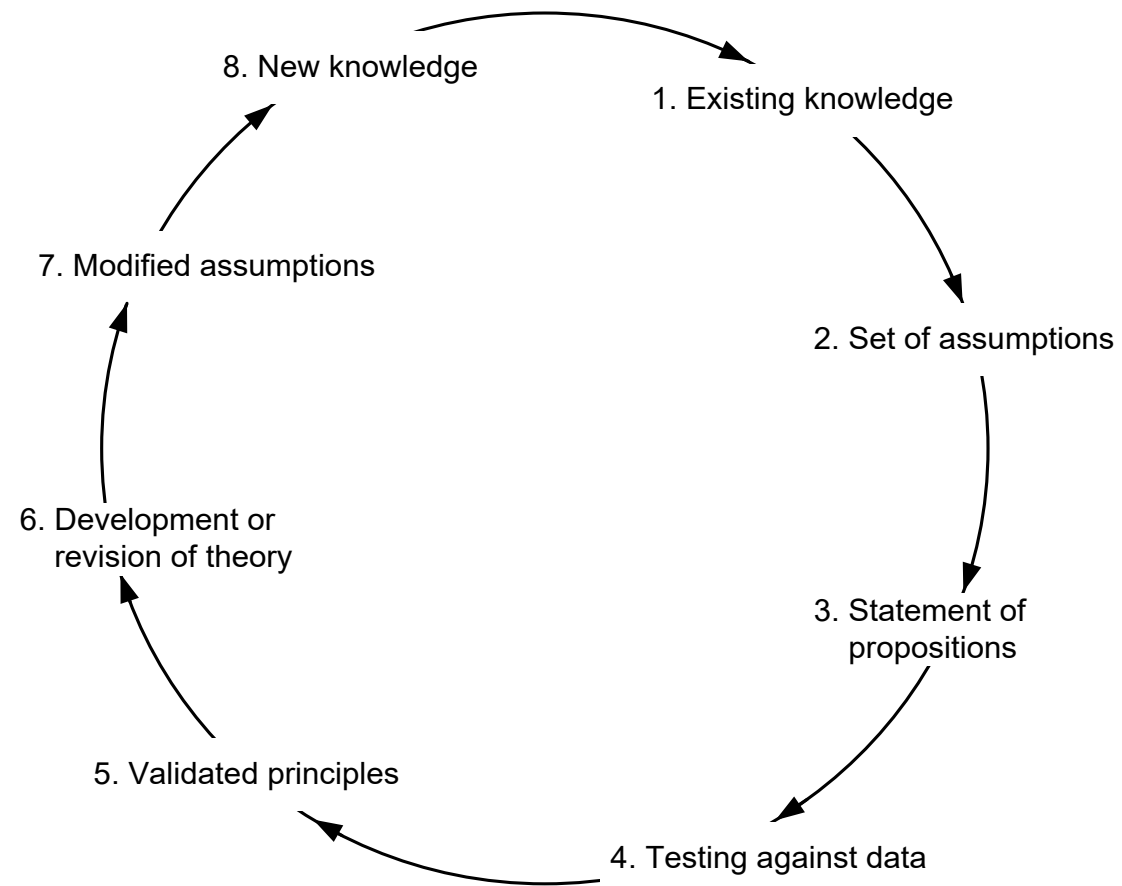 8. New knowledge
1. Existing knowledge
7. Modified assumptions
2. Set of assumptions
6. Development or
revision of theory
3. Statement of
propositions
5. Validated principles
4. Testing against data